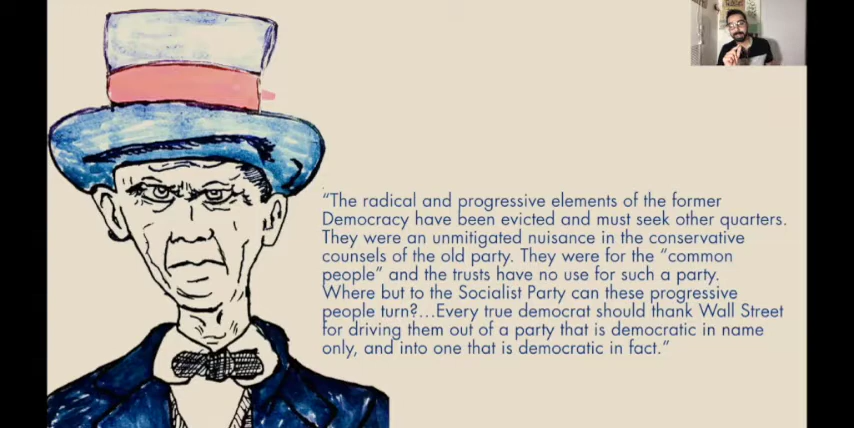 “The radical and progressive elements of the former
Democracy have been evicted and must seek other quarters.
They were an unmitigated nuisance in the conservative
counsels of the old party. They were for the “common
people” and the trusts have no use for such a party.
Where but to the Socialist Party can these progressive
people turn?…Every true democrat should thank Wall Street
for driving them out of a party that is democratic in name
only, and into one that is democratic in fact.”